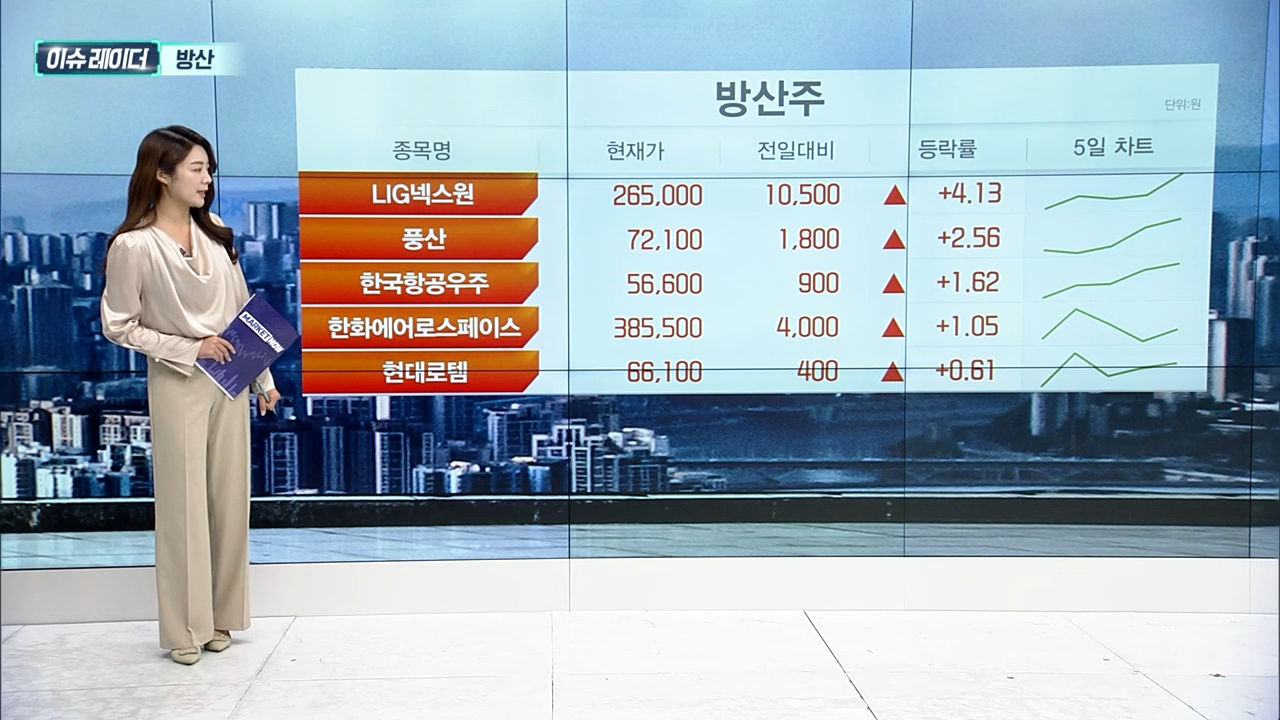 이슈 레이더 방산
방산주
단위:원
종목명 현재가 전일대비 등락률 5일 차트
LIG넥스원 265,000 10,500 ▲ +4.13
풍산 72,100 1,800 ▲ +2.56
한국항공우주 56,600 900 ▲ +1.62
한화에어로스페이스 385,500 4,000 ▲ +1.05
현대로템 66,100 400 ▲ +0.61
MARKET NOW